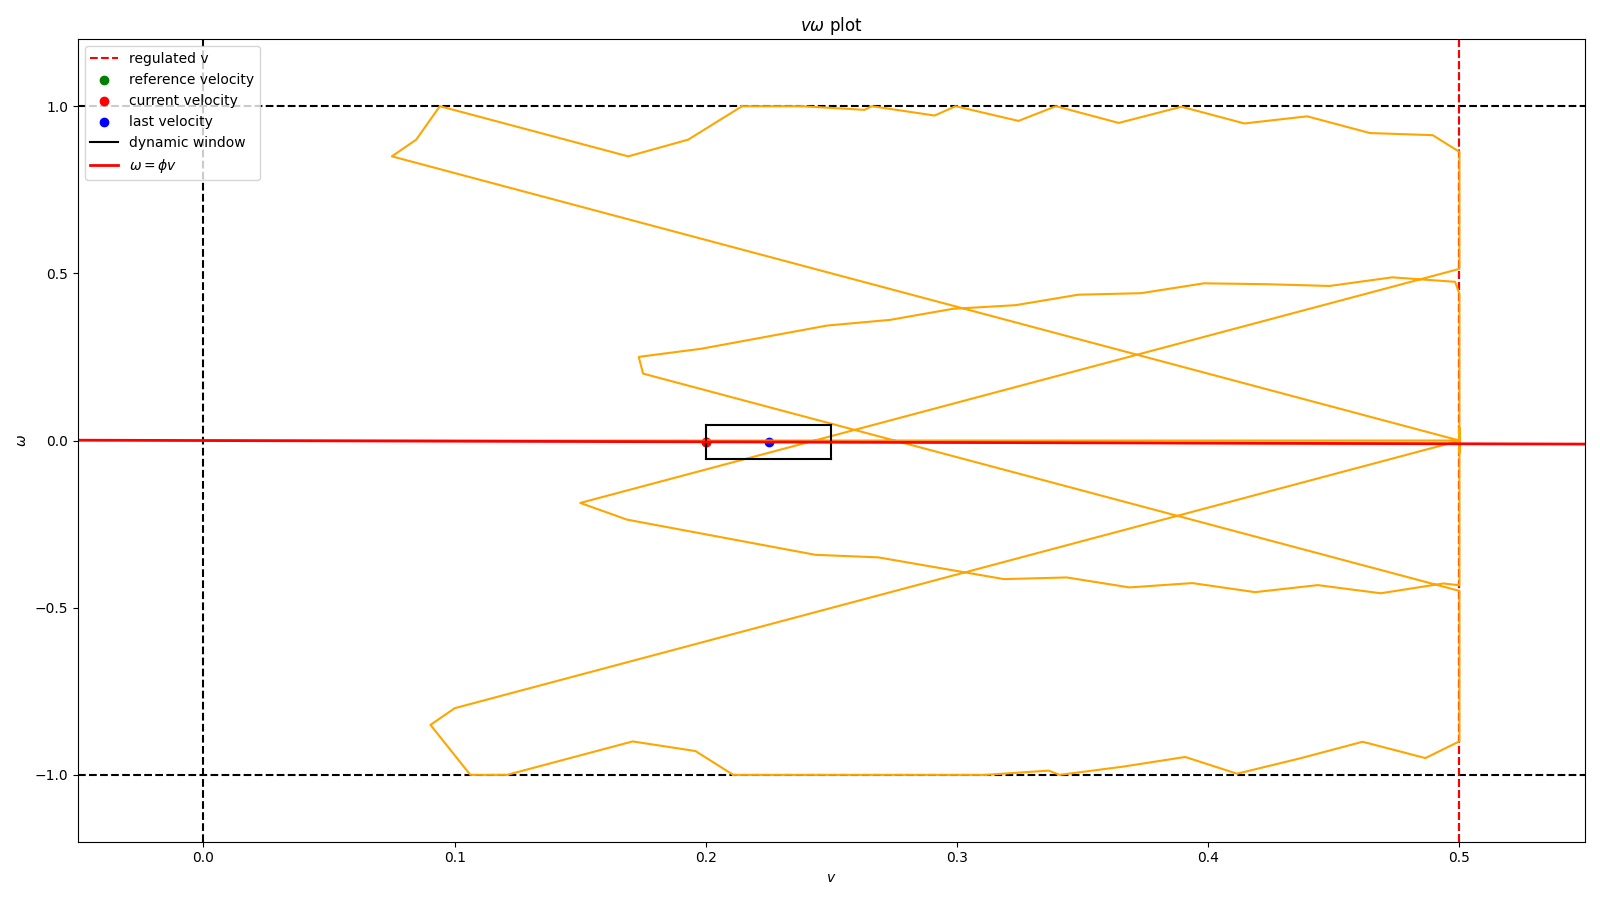 vω plot
regulated v
reference velocity
current velocity
last velocity
dynamic window
ω = ϕv
1.0
0.5
0.0
−0.5
−1.0
ω
0.0 0.1 0.2 0.3 0.4 0.5
v